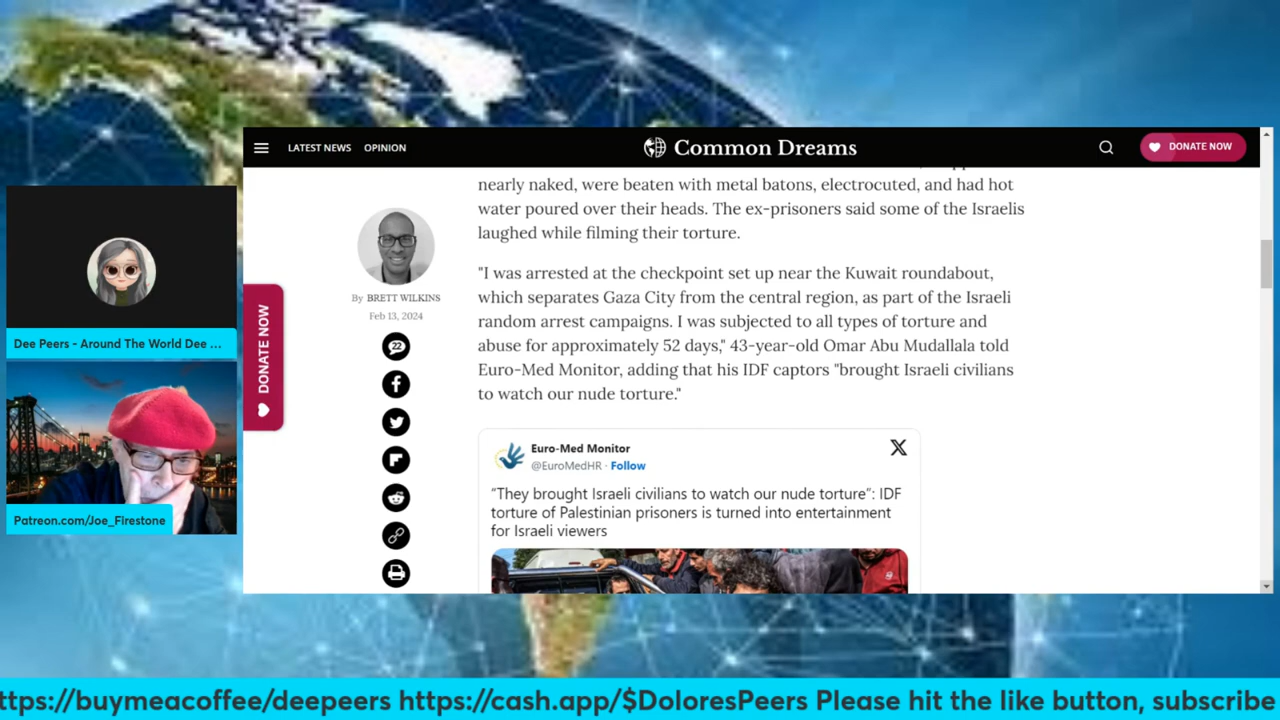 LATEST NEWS OPINION Common Dreams DONATE NOW
nearly naked, were beaten with metal batons, electrocuted, and had hot
water poured over their heads. The ex-prisoners said some of the Israelis
laughed while filming their torture.
By BRETT WILKINS
Feb 13, 2024
22
DONATE NOW
"I was arrested at the checkpoint set up near the Kuwait roundabout,
which separates Gaza City from the central region, as part of the Israeli
random arrest campaigns. I was subjected to all types of torture and
abuse for approximately 52 days," 43-year-old Omar Abu Mudallala told
Euro-Med Monitor, adding that his IDF captors "brought Israeli civilians
to watch our nude torture."
Euro-Med Monitor
@EuroMedHR · Follow
“They brought Israeli civilians to watch our nude torture”: IDF
torture of Palestinian prisoners is turned into entertainment
for Israeli viewers
Dee Peers - Around The World Dee ...
Patreon.com/Joe_Firestone
ttps://buymeacoffee/deepeers https://cash.app/$DoloresPeers Please hit the like button, subscribe